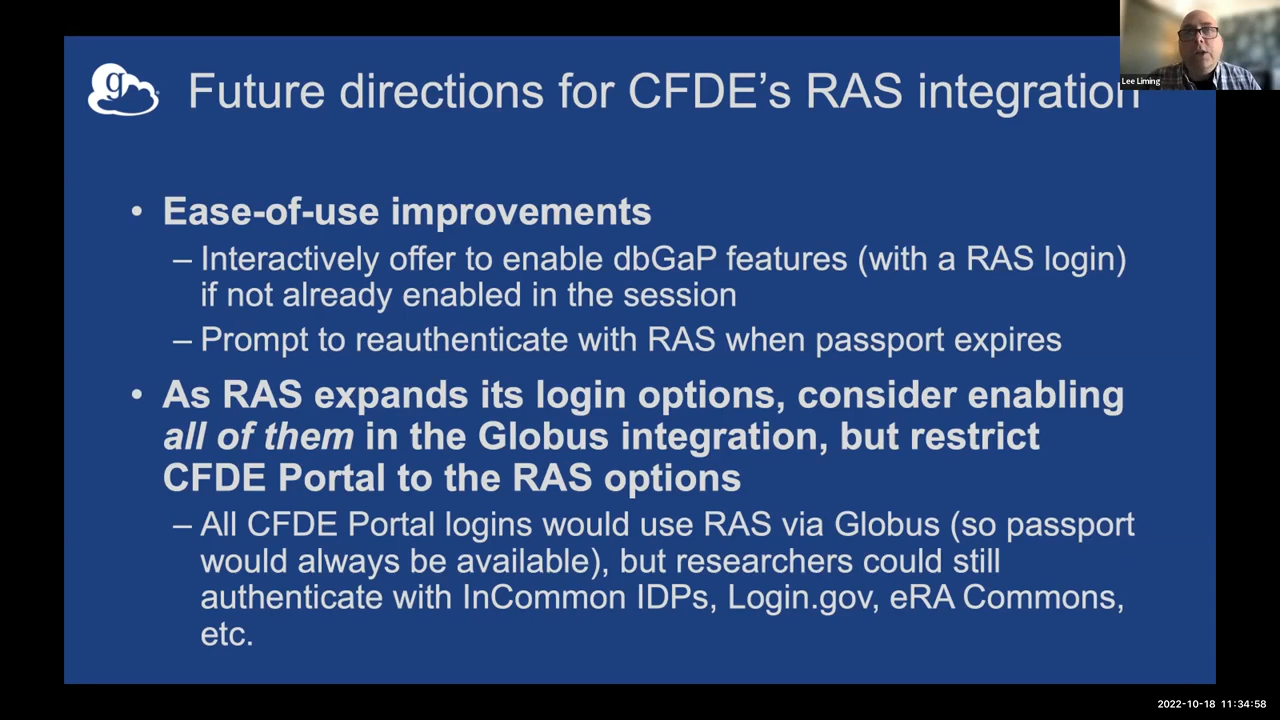 g
Future directions for CFDE's RAS integration
Lee Liming
• Ease-of-use improvements
– Interactively offer to enable dbGaP features (with a RAS login)
if not already enabled in the session
– Prompt to reauthenticate with RAS when passport expires
• As RAS expands its login options, consider enabling
all of them in the Globus integration, but restrict
CFDE Portal to the RAS options
– All CFDE Portal logins would use RAS via Globus (so passport
would always be available), but researchers could still
authenticate with InCommon IDPs, Login.gov, eRA Commons,
etc.
2022-10-18 11:34:58